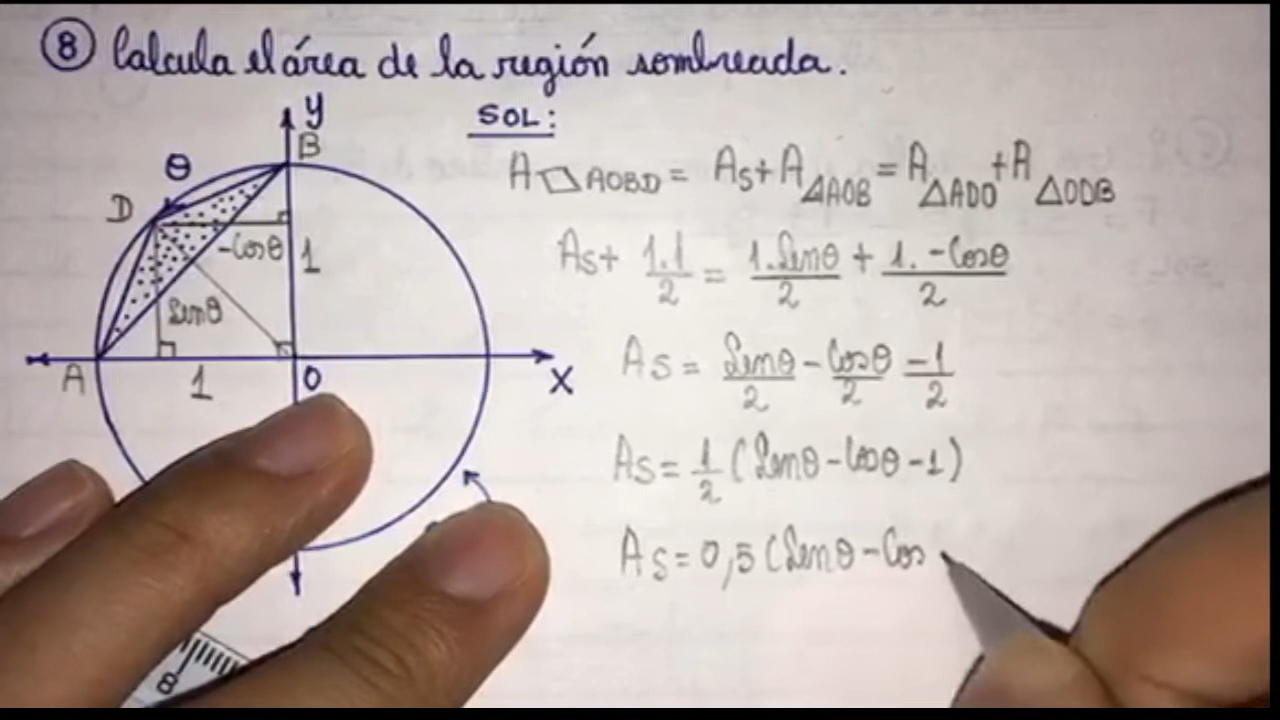 ⑧ Calcula el área de la región sombreada.
y
B
SOL:
θ
D
A▱AOBD = As + A△AOB = A△ADO + A△ODB
-Cosθ
1
As + 1.1/2 = 1.Senθ/2 + 1.-Cosθ/2
Senθ
As = Senθ/2 - Cosθ/2 - 1/2
A
1
O
X
As = 1/2 (Senθ - Cosθ - 1)
As = 0,5 (Senθ - Cos
8